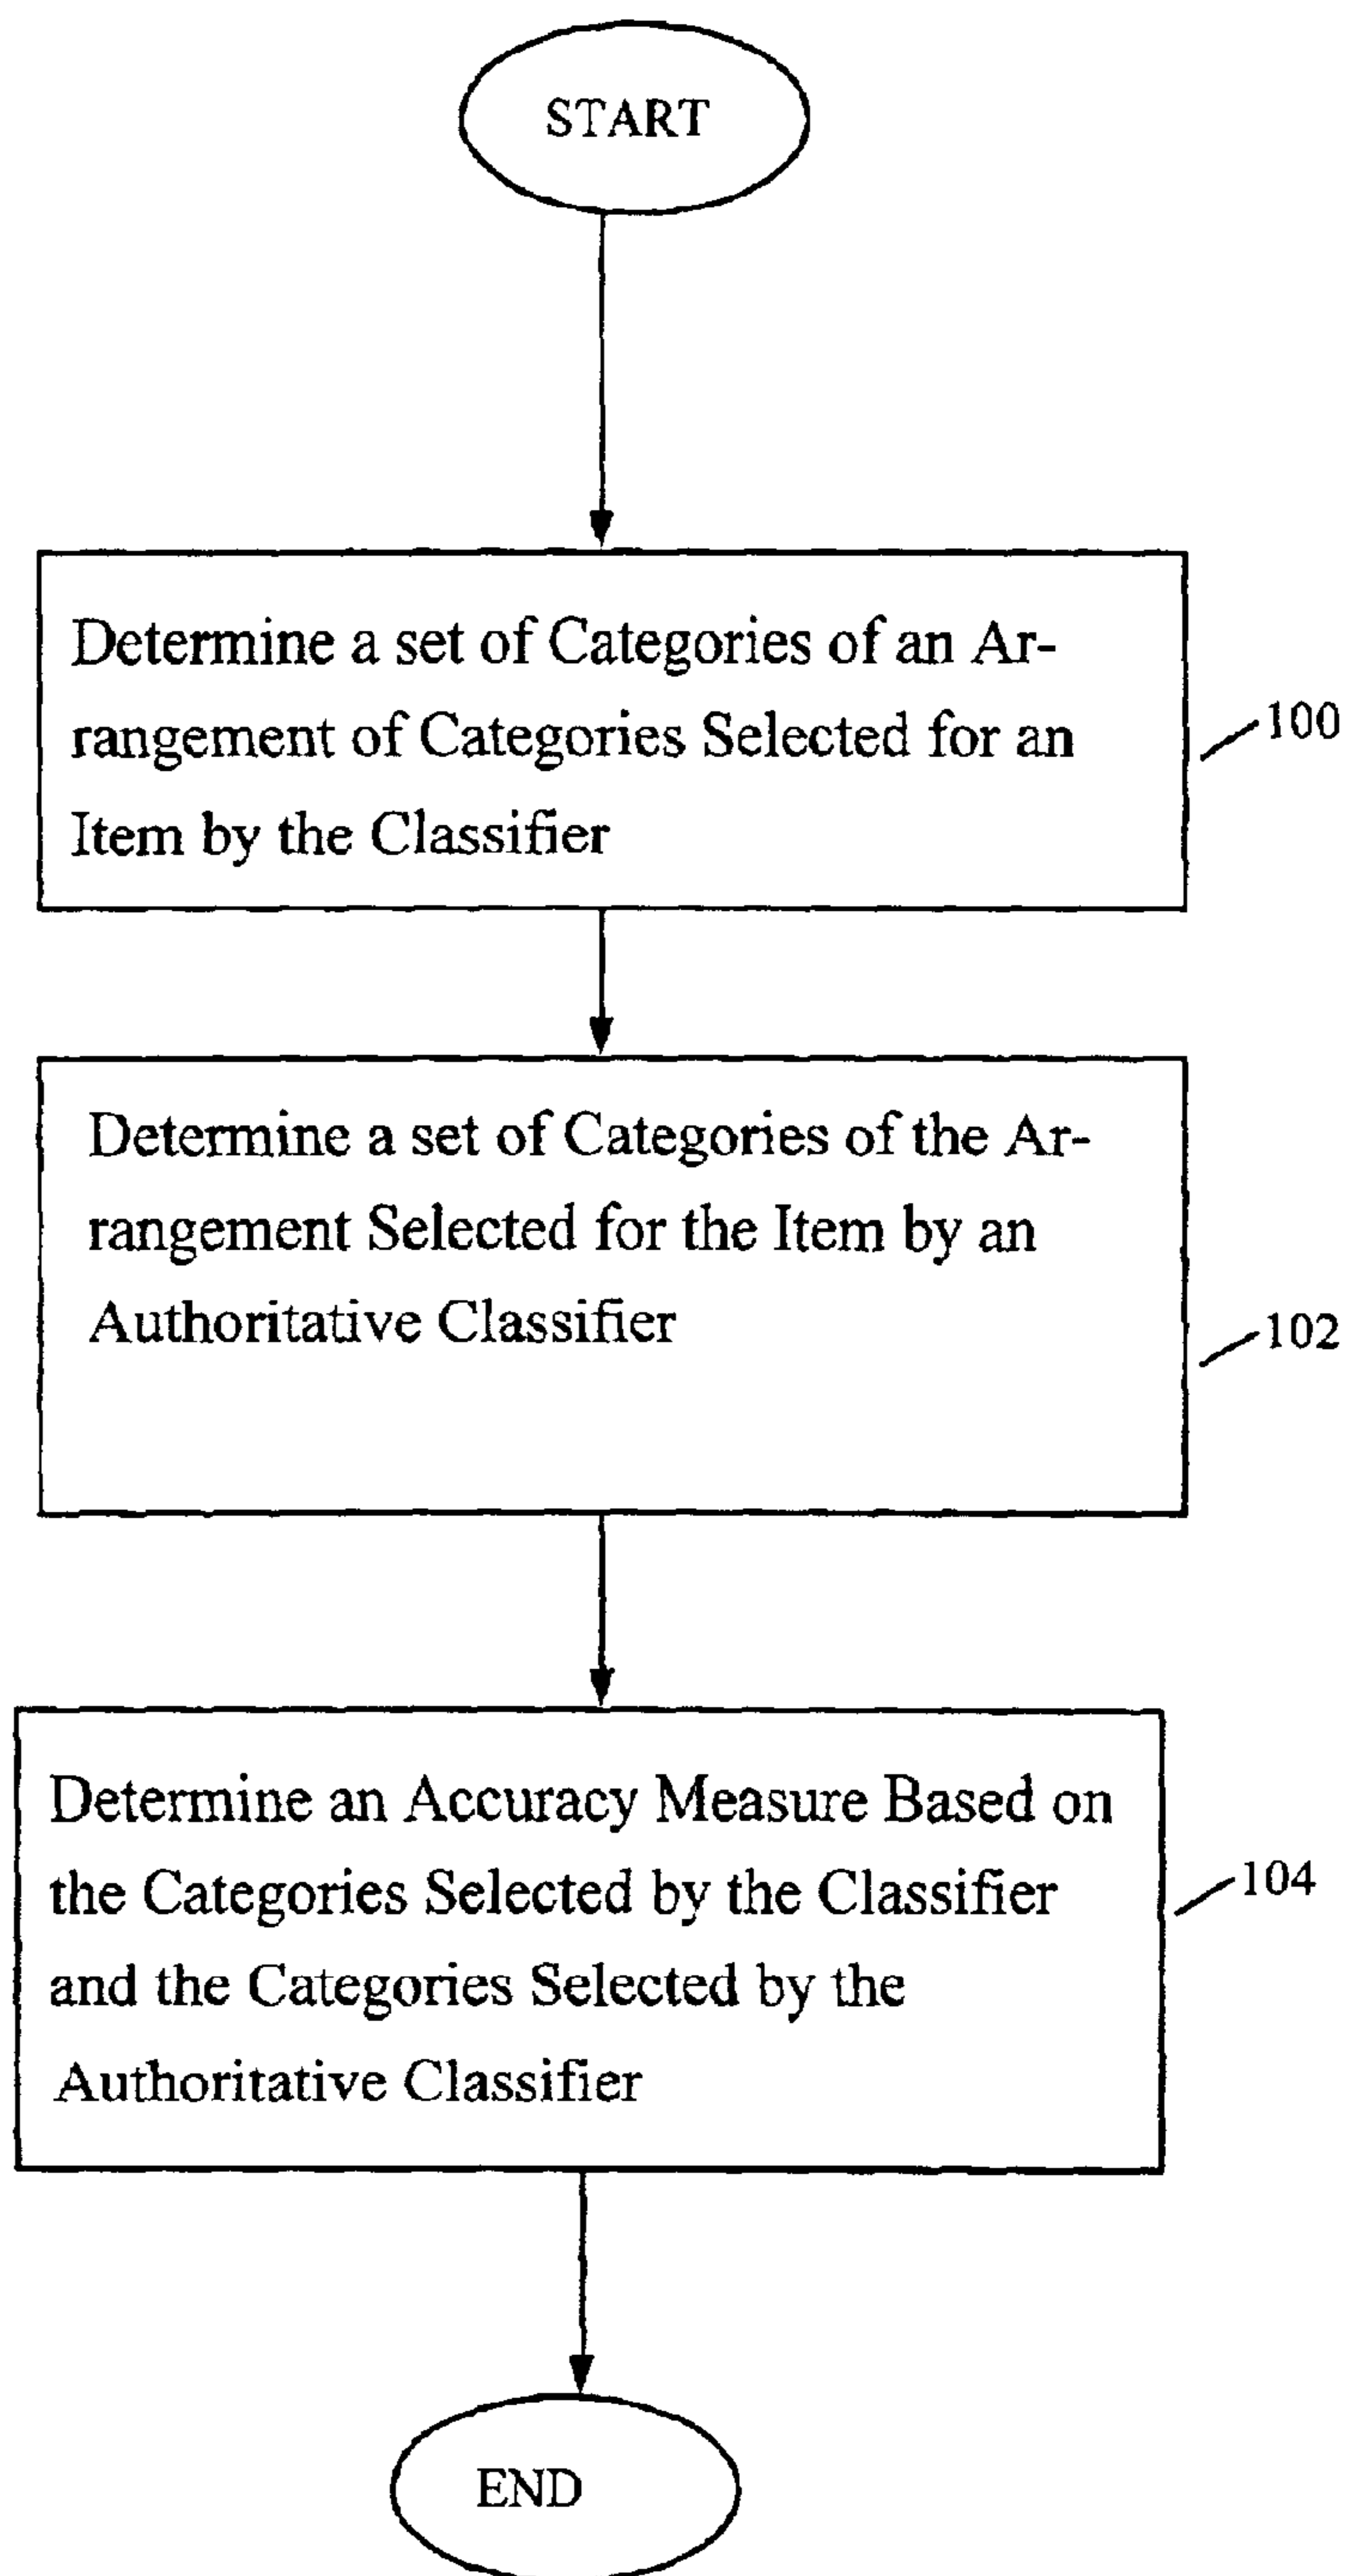 START
Determine a set of Categories of an Ar-
rangement of Categories Selected for an
Item by the Classifier
100
Determine a set of Categories of the Ar-
rangement Selected for the Item by an
Authoritative Classifier
102
Determine an Accuracy Measure Based on
the Categories Selected by the Classifier
and the Categories Selected by the
Authoritative Classifier
104
END